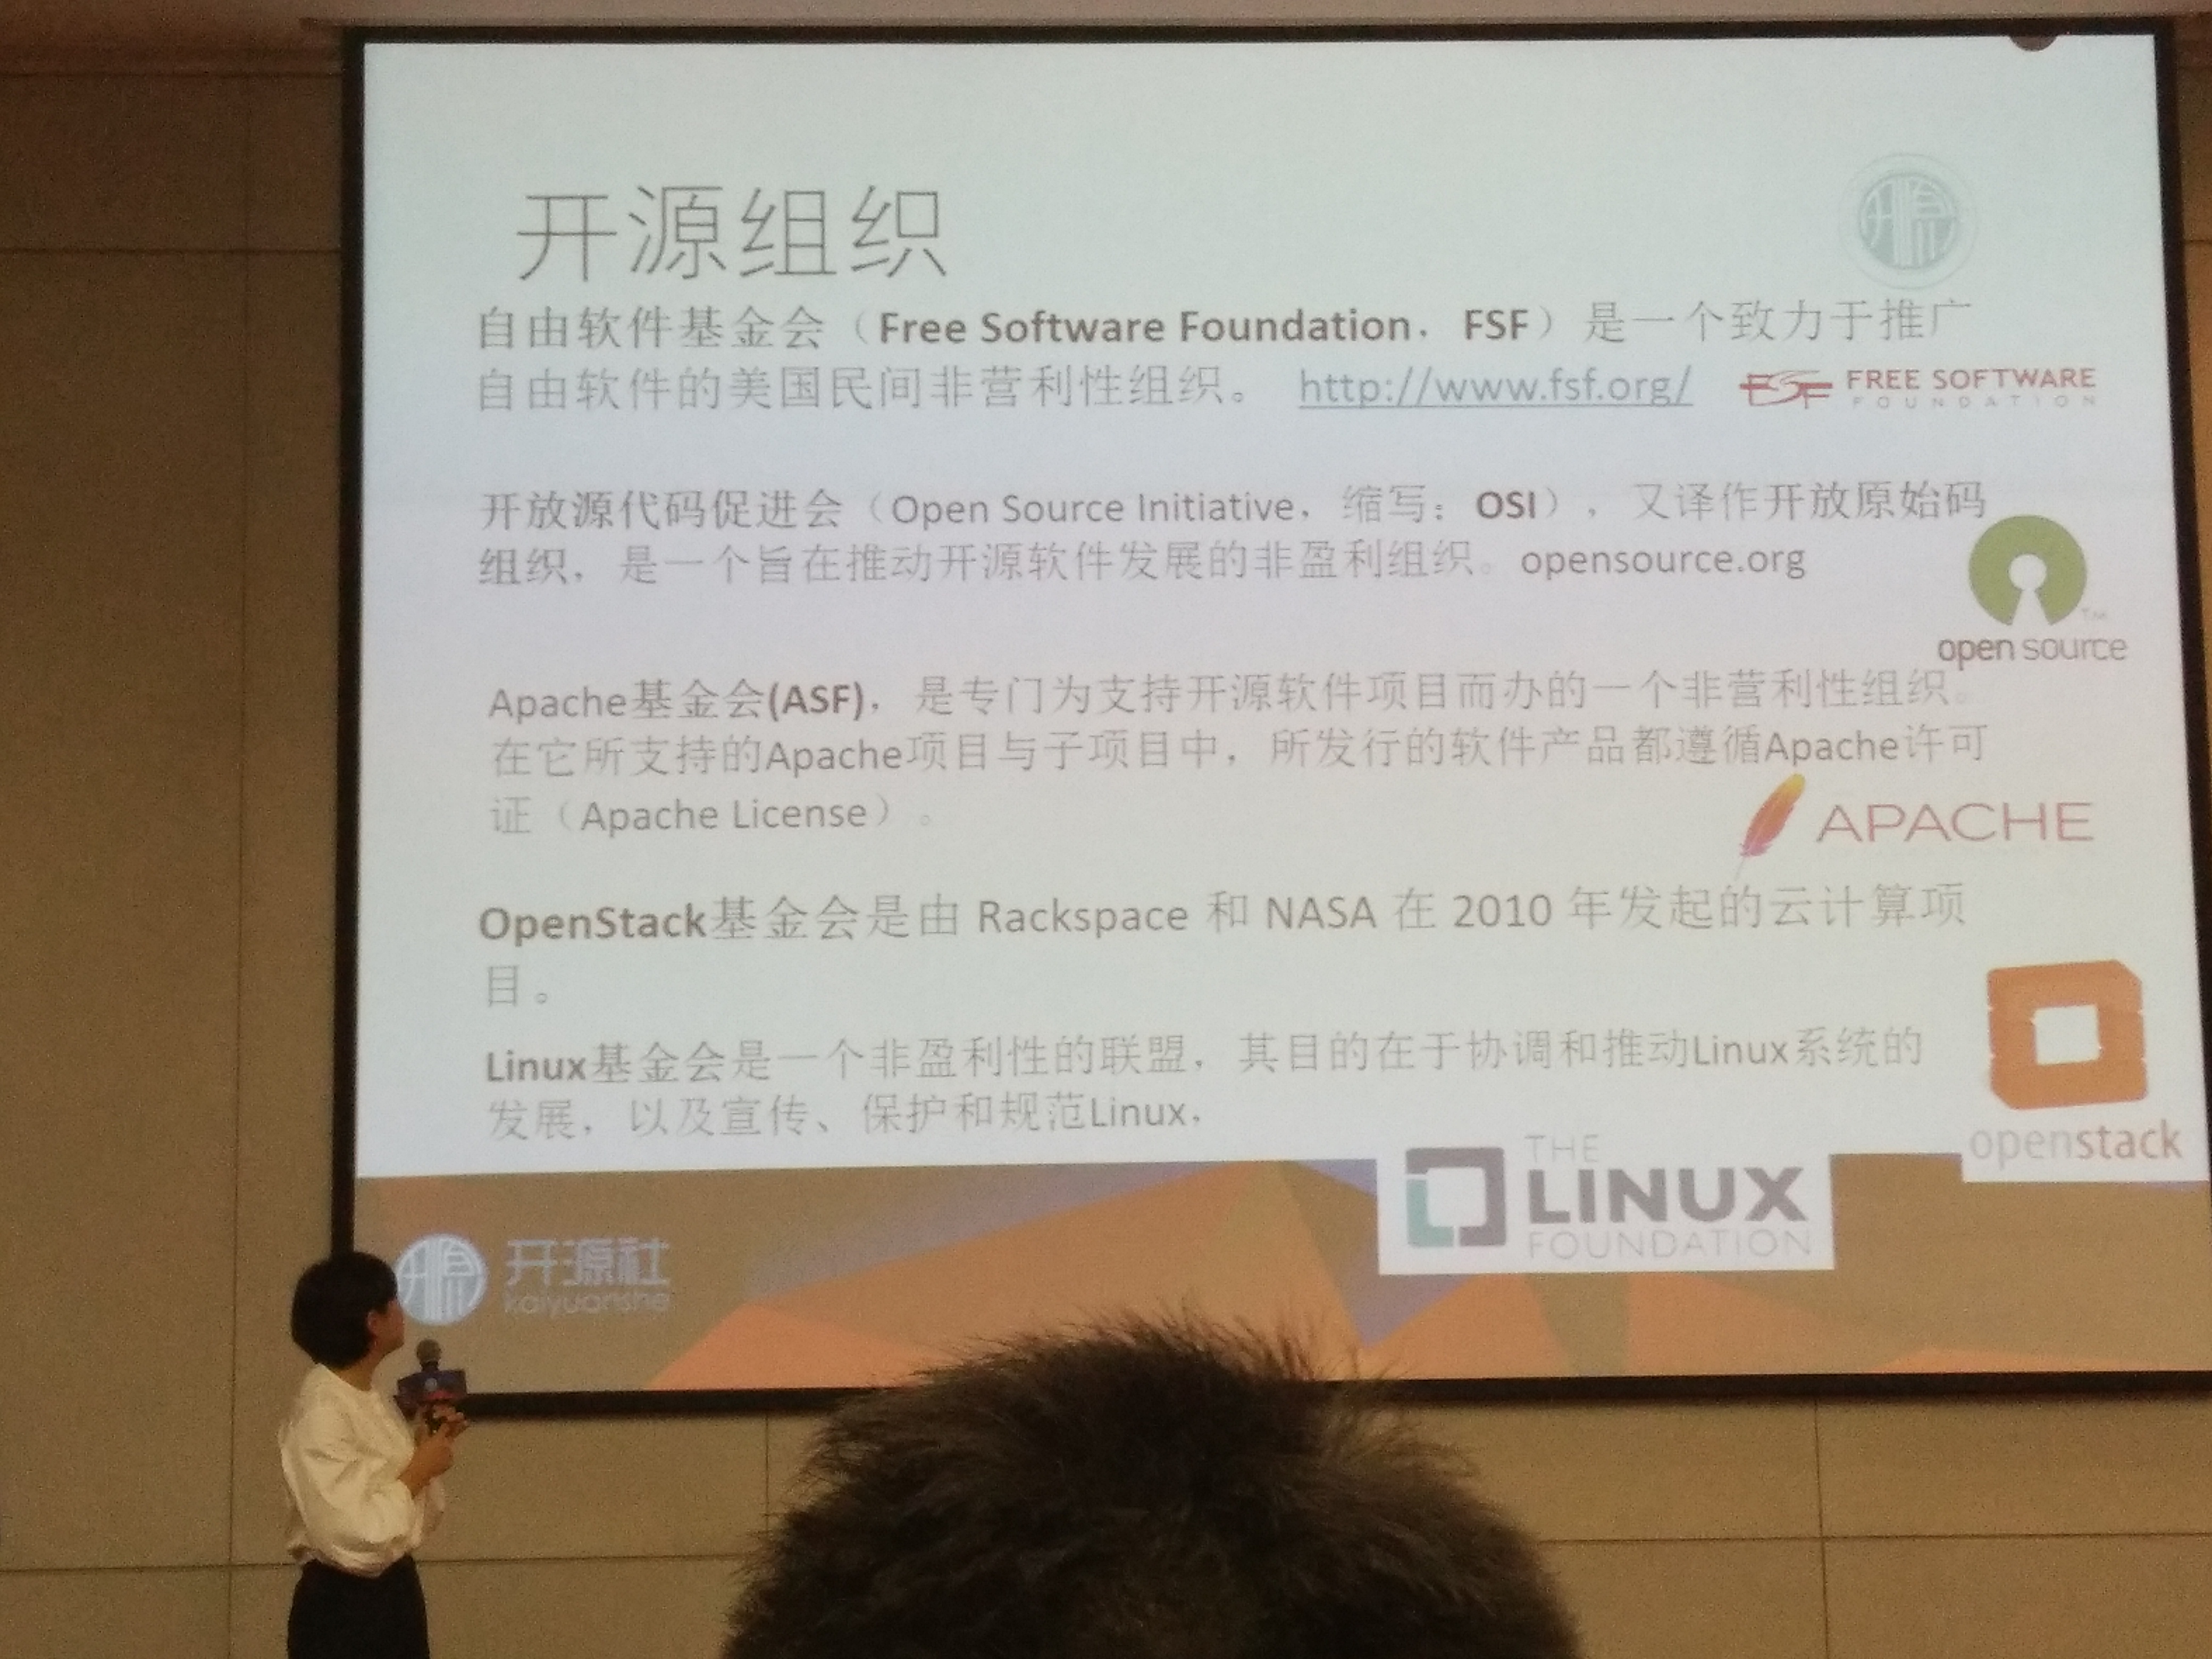 开源组织
自由软件基金会（Free Software Foundation，FSF）是一个致力于推广
自由软件的美国民间非营利性组织。 http://www.fsf.org/
FSF FREE SOFTWARE
FOUNDATION
开放源代码促进会（Open Source Initiative，缩写：OSI），又译作开放原始码
组织，是一个旨在推动开源软件发展的非盈利组织。opensource.org
TM
open source
Apache基金会(ASF)，是专门为支持开源软件项目而办的一个非营利性组织。
在它所支持的Apache项目与子项目中，所发行的软件产品都遵循Apache许可
证（Apache License）。
APACHE
OpenStack基金会是由 Rackspace 和 NASA 在 2010 年发起的云计算项
目。
openstack
Linux基金会是一个非盈利性的联盟，其目的在于协调和推动Linux系统的
发展，以及宣传、保护和规范Linux，
THE
LINUX
FOUNDATION
开源社
kaiyuanshe